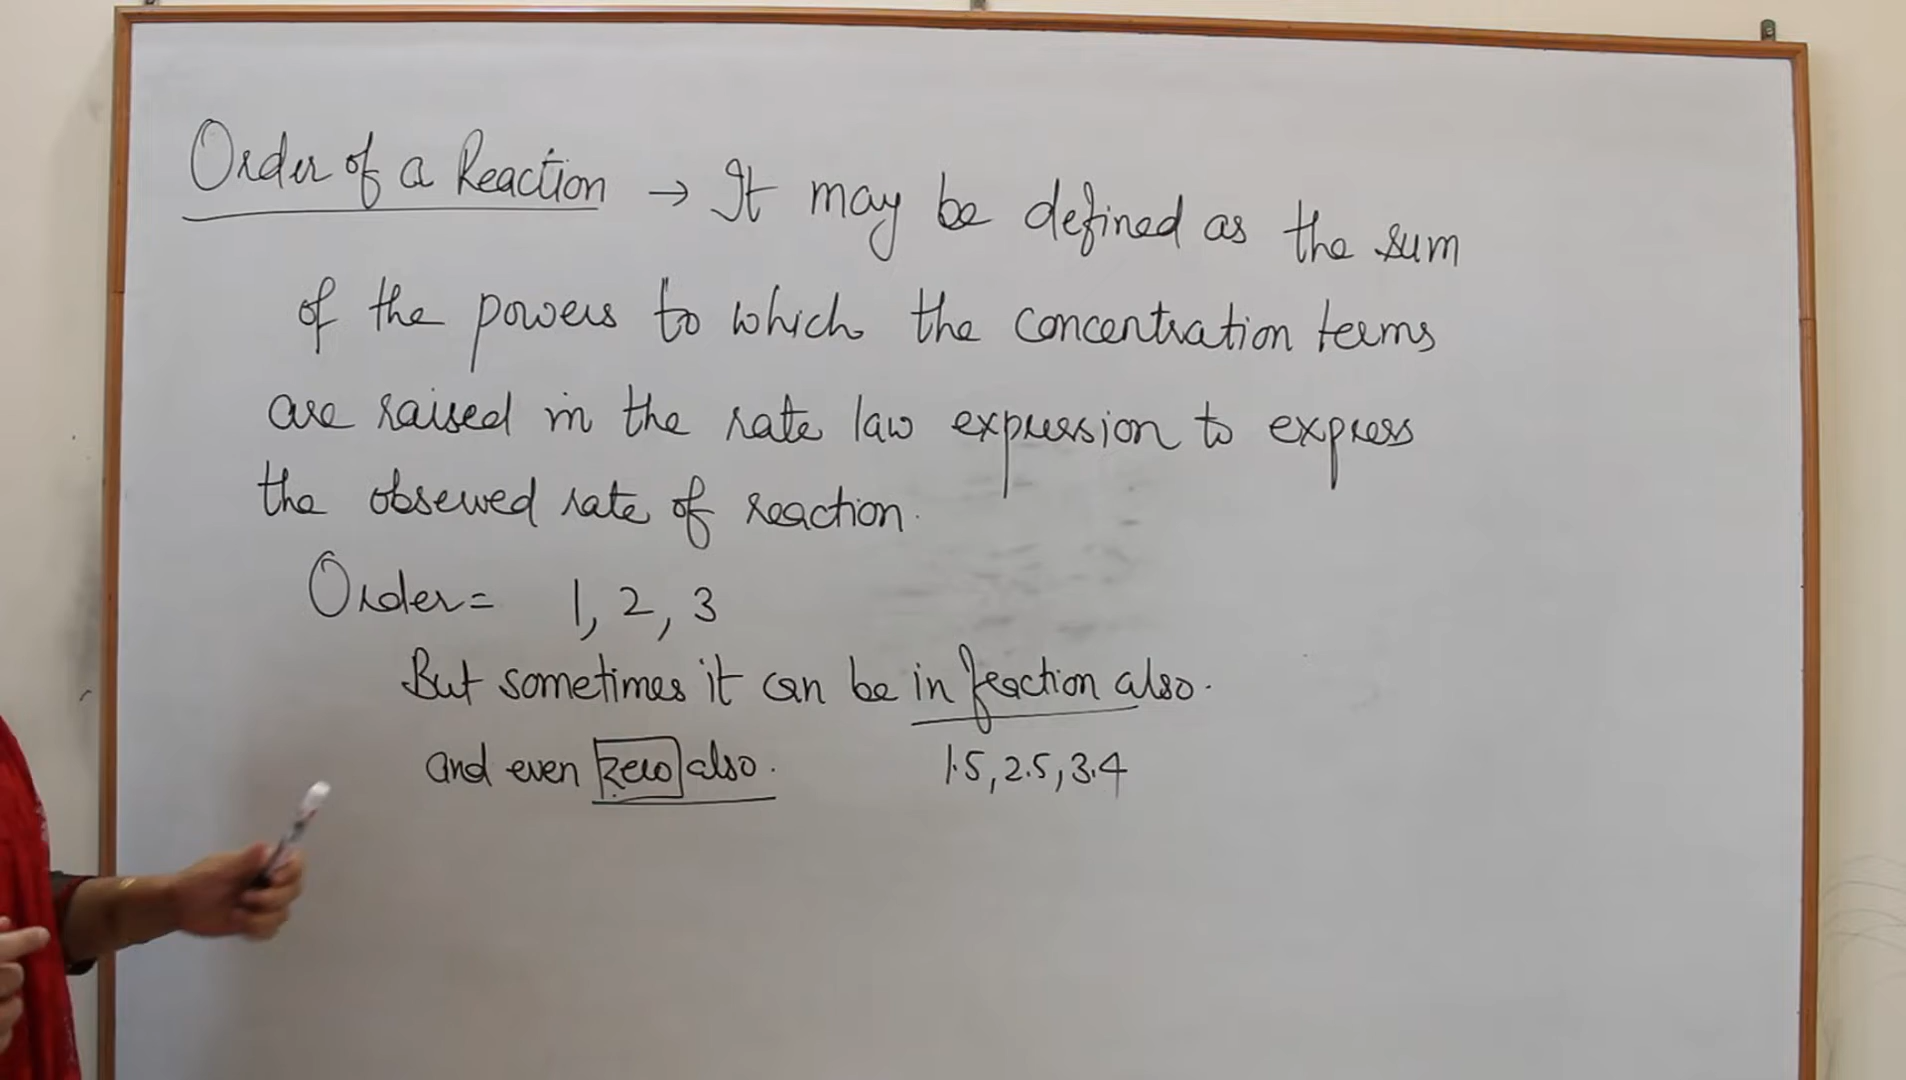 Order of a Reaction → It may be defined as the sum
of the powers to which the concentration terms
are raised in the rate law expression to express
the observed rate of reaction.
Order = 1, 2, 3
But sometimes it can be in fraction also.
and even zero also.
1.5, 2.5, 3.4